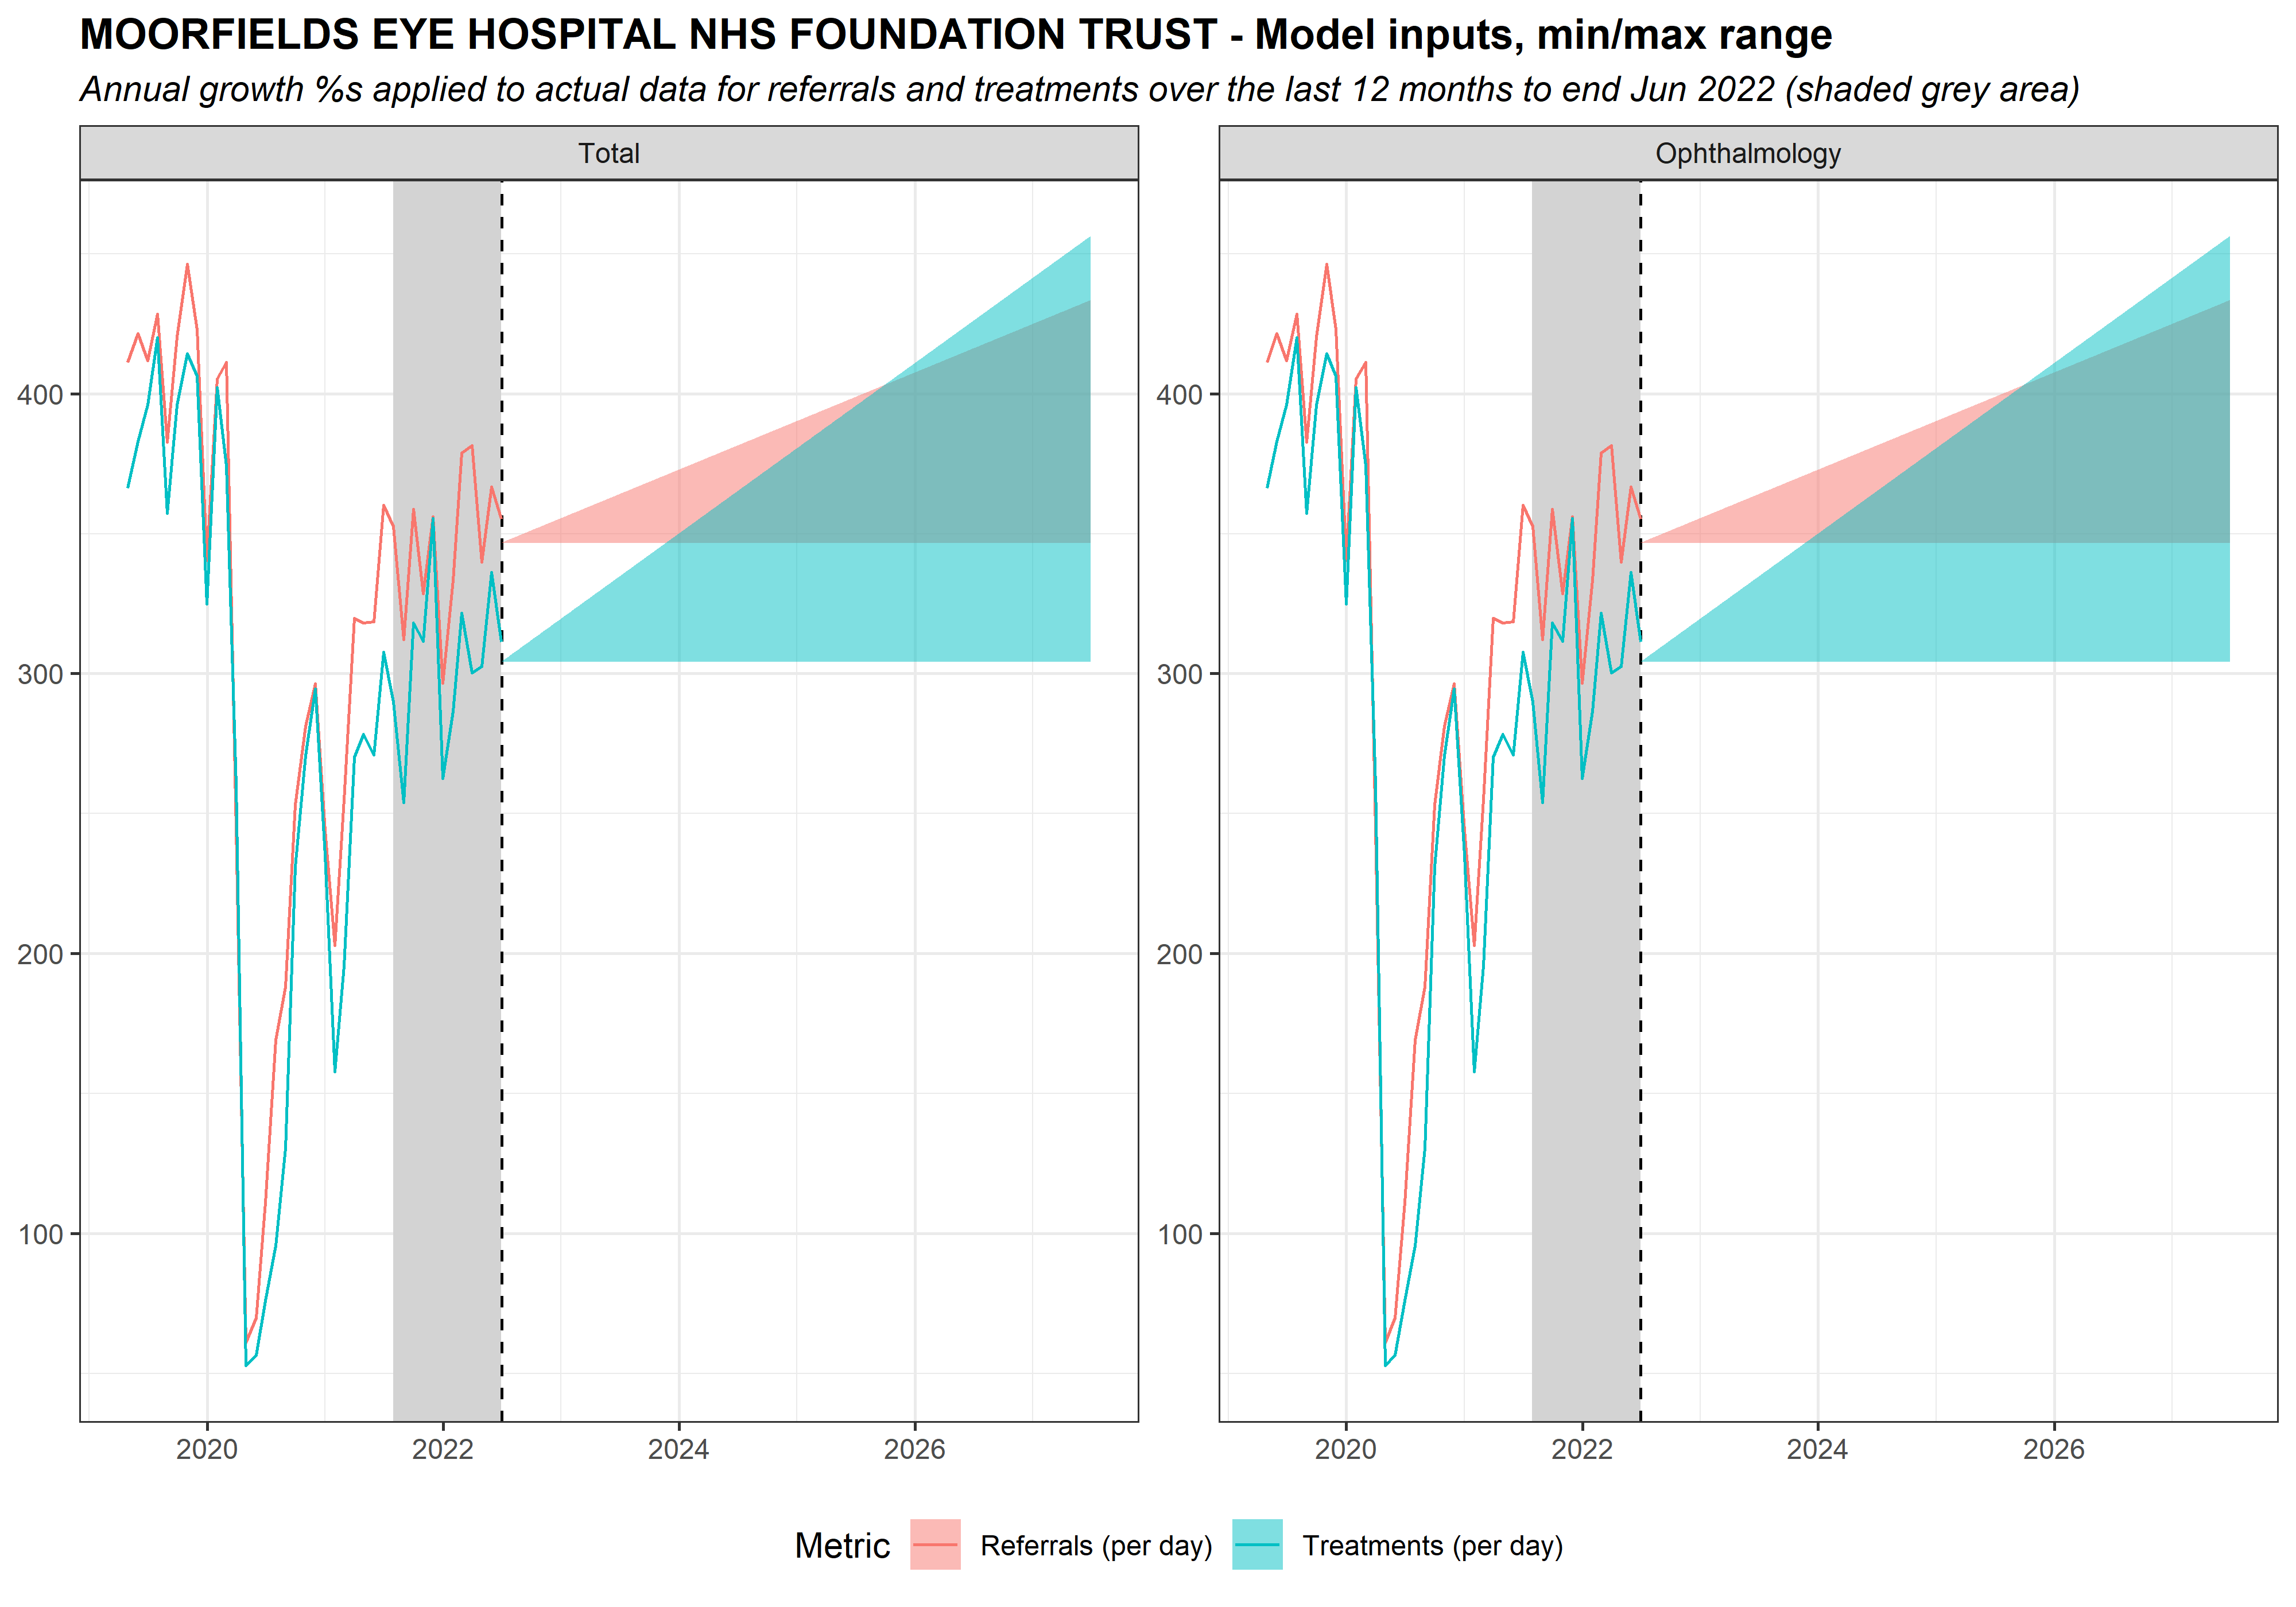 MOORFIELDS EYE HOSPITAL NHS FOUNDATION TRUST - Model inputs, min/max range
Annual growth %s applied to actual data for referrals and treatments over the last 12 months to end Jun 2022 (shaded grey area)
Total
Ophthalmology
400
300
200
100
400
300
200
100
2020 2022 2024 2026
2020 2022 2024 2026
Metric Referrals (per day) Treatments (per day)